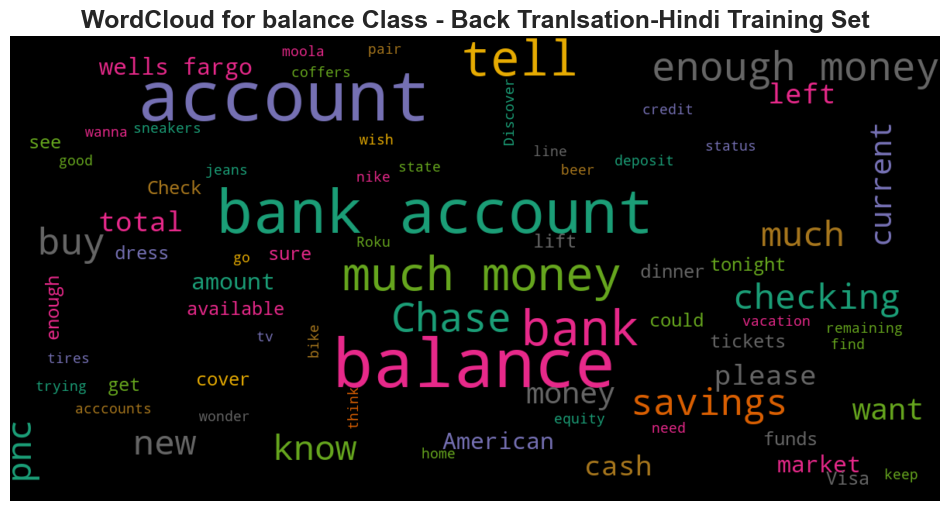 WordCloud for balance Class - Back Tranlsation-Hindi Training Set
moola
pair
tell
enough money
wells fargo
coffers
account
left
Discover
credit
wanna
sneakers
see
wish
line
status
current
good
jeans
state
nike
beer
deposit
Check
bank account
total
buy
much
Roku
lift
dress
go
sure
much money
dinner
tonight
amount
enough
available
Chase
bank
checking
could
vacation
remaining
tv
bike
balance
tickets
find
tires
trying
get
cover
please
acccounts
wonder
think
money
savings
want
equity
need
pnc
new
know
American
funds
home
cash
market
Visa
keep